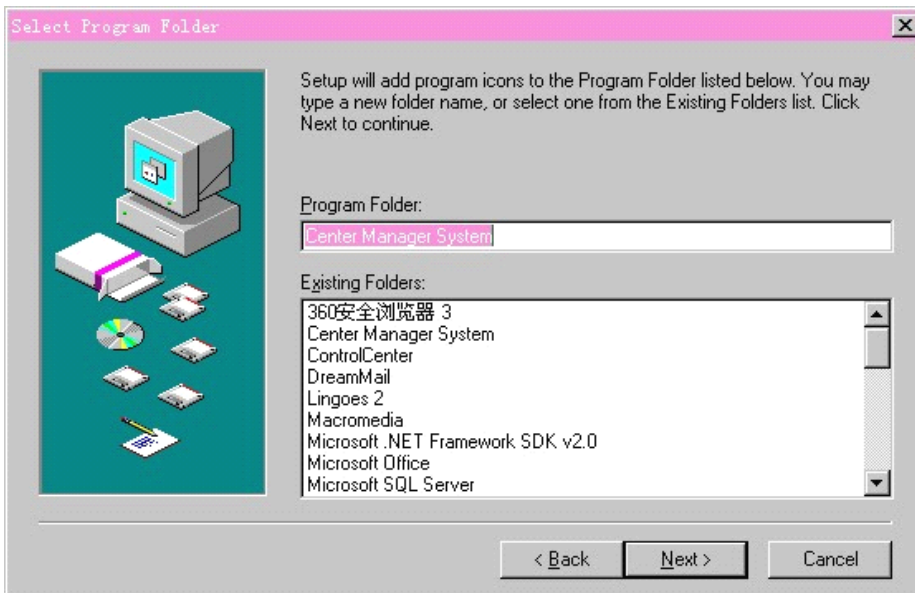 Select Program Folder
Setup will add program icons to the Program Folder listed below. You may
type a new folder name, or select one from the Existing Folders list. Click
Next to continue.
Program Folder:
Center Manager System
Existing Folders:
360安全浏览器 3
Center Manager System
ControlCenter
DreamMail
Lingoes 2
Macromedia
Microsoft .NET Framework SDK v2.0
Microsoft Office
Microsoft SQL Server
< Back
Next >
Cancel